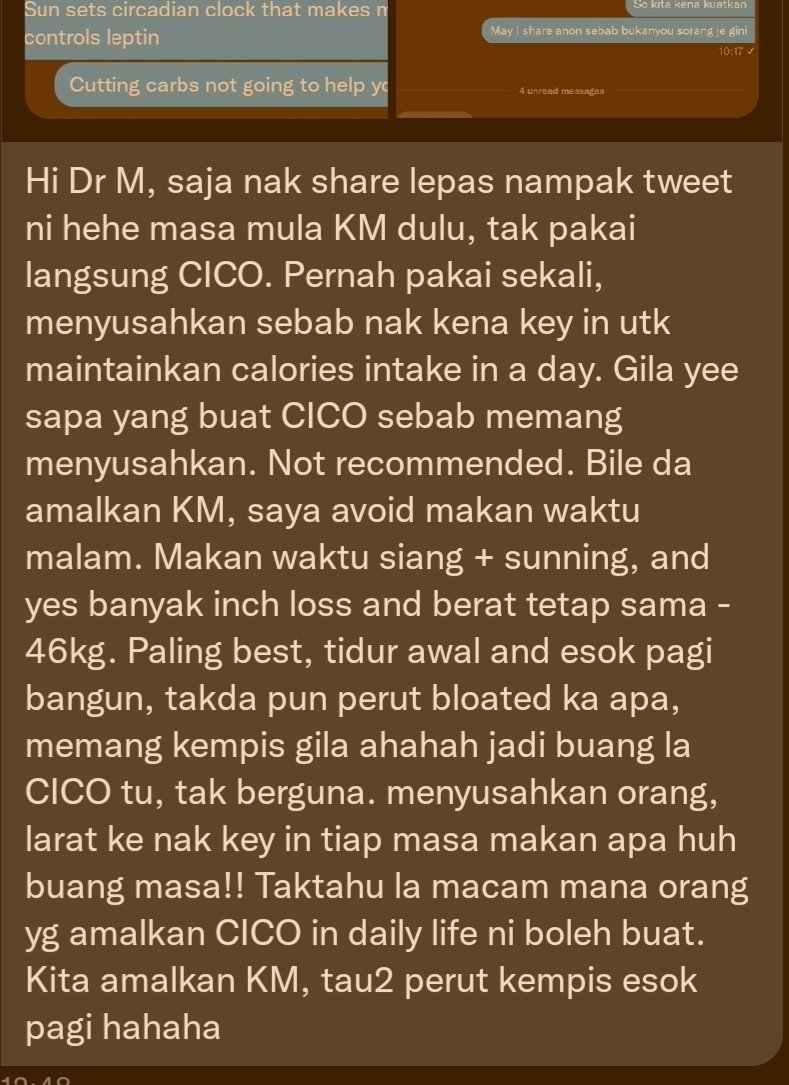 Sun sets circadian clock that makes
controls leptin
Cutting carbs not going to help
So kita kena kuatkan
May I share anon sebab bukanyou sorang je gini
10:17 ✓
4 unread messages
Hi Dr M, saja nak share lepas nampak tweet
ni hehe masa mula KM dulu, tak pakai
langsung CICO. Pernah pakai sekali,
menyusahkan sebab nak kena key in utk
maintainkan calories intake in a day. Gila yee
sapa yang buat CICO sebab memang
menyusahkan. Not recommended. Bile da
amalkan KM, saya avoid makan waktu
malam. Makan waktu siang + sunning, and
yes banyak inch loss and berat tetap sama -
46kg. Paling best, tidur awal and esok pagi
bangun, takda pun perut bloated ka apa,
memang kempis gila ahahah jadi buang la
CICO tu, tak berguna. menyusahkan orang,
larat ke nak key in tiap masa makan apa huh
buang masa!! Taktahu la macam mana orang
yg amalkan CICO in daily life ni boleh buat.
Kita amalkan KM, tau2 perut kempis esok
pagi hahaha